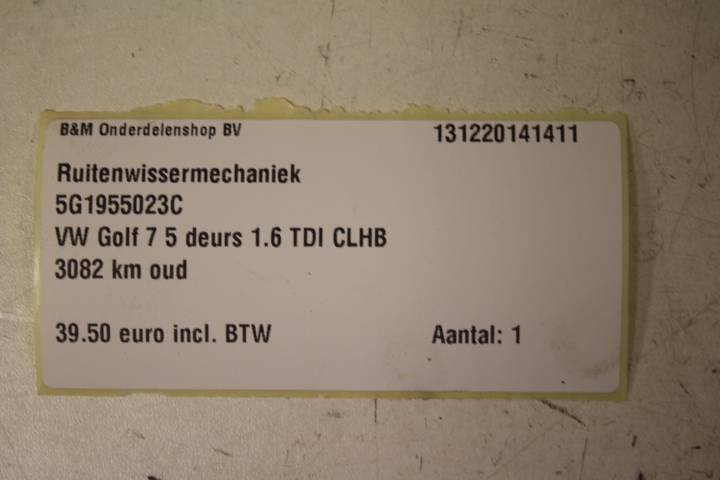 B&M Onderdelenshop BV 131220141411
Ruitenwissermechaniek
5G1955023C
VW Golf 7 5 deurs 1.6 TDI CLHB
3082 km oud
39.50 euro incl. BTW Aantal: 1